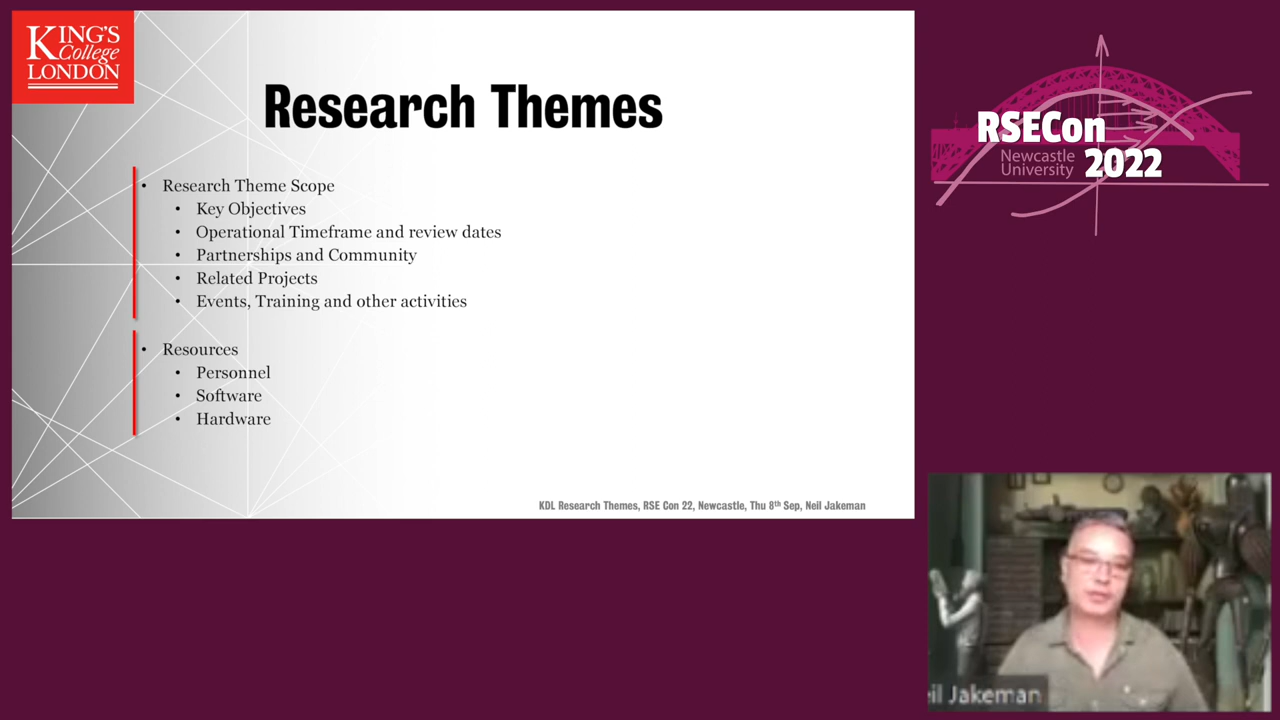 KING'S
College
LONDON
Research Themes
• Research Theme Scope
• Key Objectives
• Operational Timeframe and review dates
• Partnerships and Community
• Related Projects
• Events, Training and other activities
• Resources
• Personnel
• Software
• Hardware
KDL Research Themes, RSE Con 22, Newcastle, Thu 8th Sep, Neil Jakeman
RSECon
Newcastle
University
2022
eil Jakeman